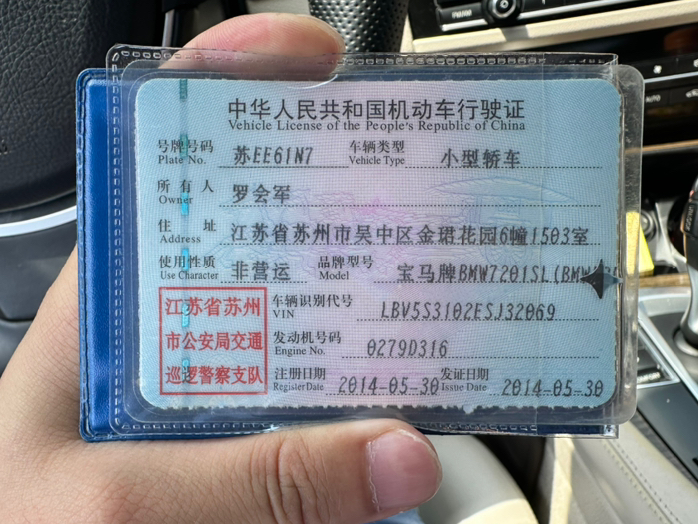 中华人民共和国机动车行驶证
Vehicle License of the People's Republic of China
号牌号码 苏EE61N7 车辆类型 小型轿车
Plate No. Vehicle Type
所有人 罗会军
Owner
住址 江苏省苏州市吴中区金珺花园6幢1503室
Address
使用性质 非营运 品牌型号 宝马牌BMW7201SL(BMW
Use Character Model
江苏省苏州
市公安局交通
巡逻警察支队
车辆识别代号 LBV5S3102ESJ32069
VIN
发动机号码 0279D316
Engine No.
注册日期 2014-05-30 发证日期 2014-05-30
Register Date Issue Date